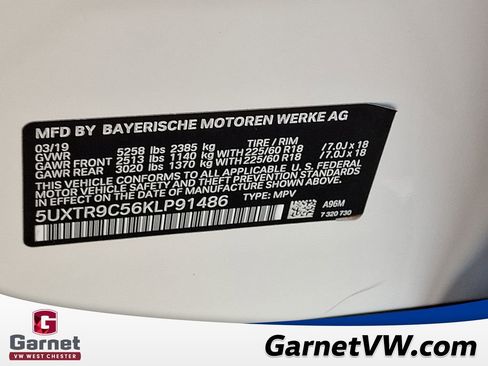 MFD BY BAYERISCHE MOTOREN WERKE AG
03/19 TIRE / RIM
GVWR 5258 lbs 2385 kg
GAWR FRONT 2513 lbs 1140 kg WITH 225/60 R18 /7.0J x 18
GAWR REAR 3020 lbs 1370 kg WITH 225/60 R18 /7.0J x 18
THIS VEHICLE CONFORMS TO ALL APPLICABLE U.S. FEDERAL
MOTOR VEHICLE SAFETY AND THEFT PREVENTION STANDARDS
IN EFFECT ON THE DATE OF MANUFACTURE SHOWN ABOVE.
5UXTR9C56KLP91486 TYPE: MPV
A96M
7 320 730
G
Garnet
VW WEST CHESTER
GarnetVW.com